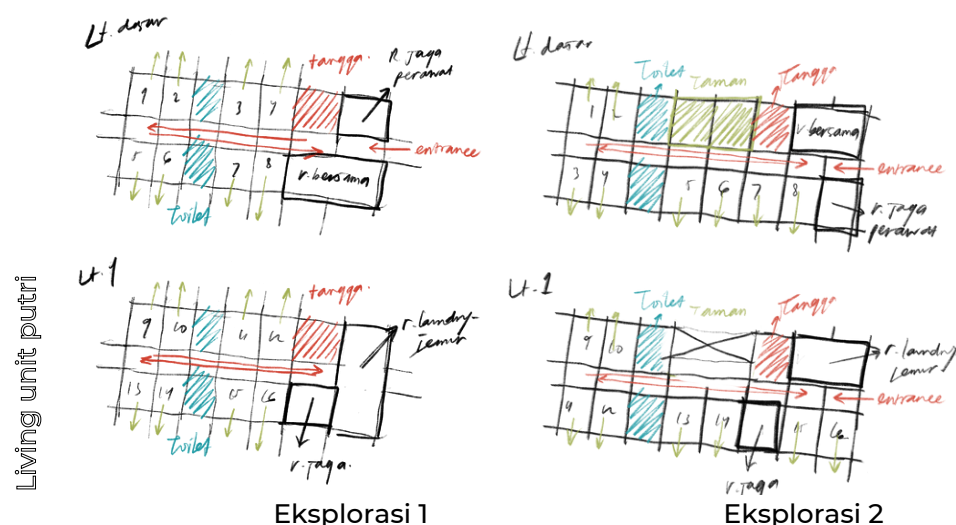 Living unit putri
Lt. dasar
tangga.
R. Jaga
perawat
1 2 3 4
entrance
5 6 7 8
r. bersama
toilet
Lt. 1
tangga.
r. laundry-
Jemur
9 10 11 12
13 14 15 16
toilet
r. jaga.
Eksplorasi 1
Lt. dasar
Toilet
Taman
Tangga
1 2
r. bersama
entrance
3 4 5 6 7 8
r. Jaga
perawat
Lt. 1
Toilet
Taman
Tangga
9 10
r. laundry
Jemur
entrance
11 12 13 14 15 16
r. jaga
Eksplorasi 2